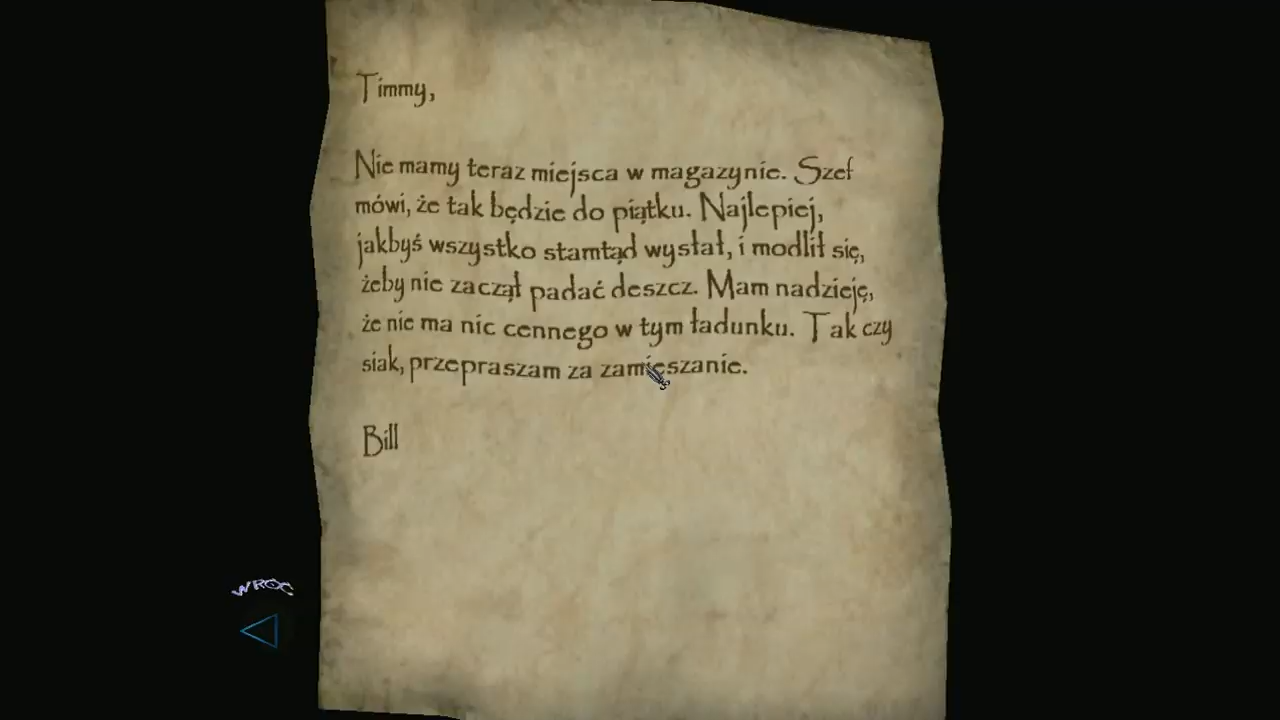 Timmy,
Nie mamy teraz miejsca w magazynie. Szef
mówi, że tak będzie do piątku. Najlepiej,
jakbyś wszystko stamtąd wysłał, i modlił się,
żeby nie zaczął padać deszcz. Mam nadzieję,
że nie ma nic cennego w tym ładunku. Tak czy
siak, przepraszam za zamieszanie.
Bill
WRÓĆ